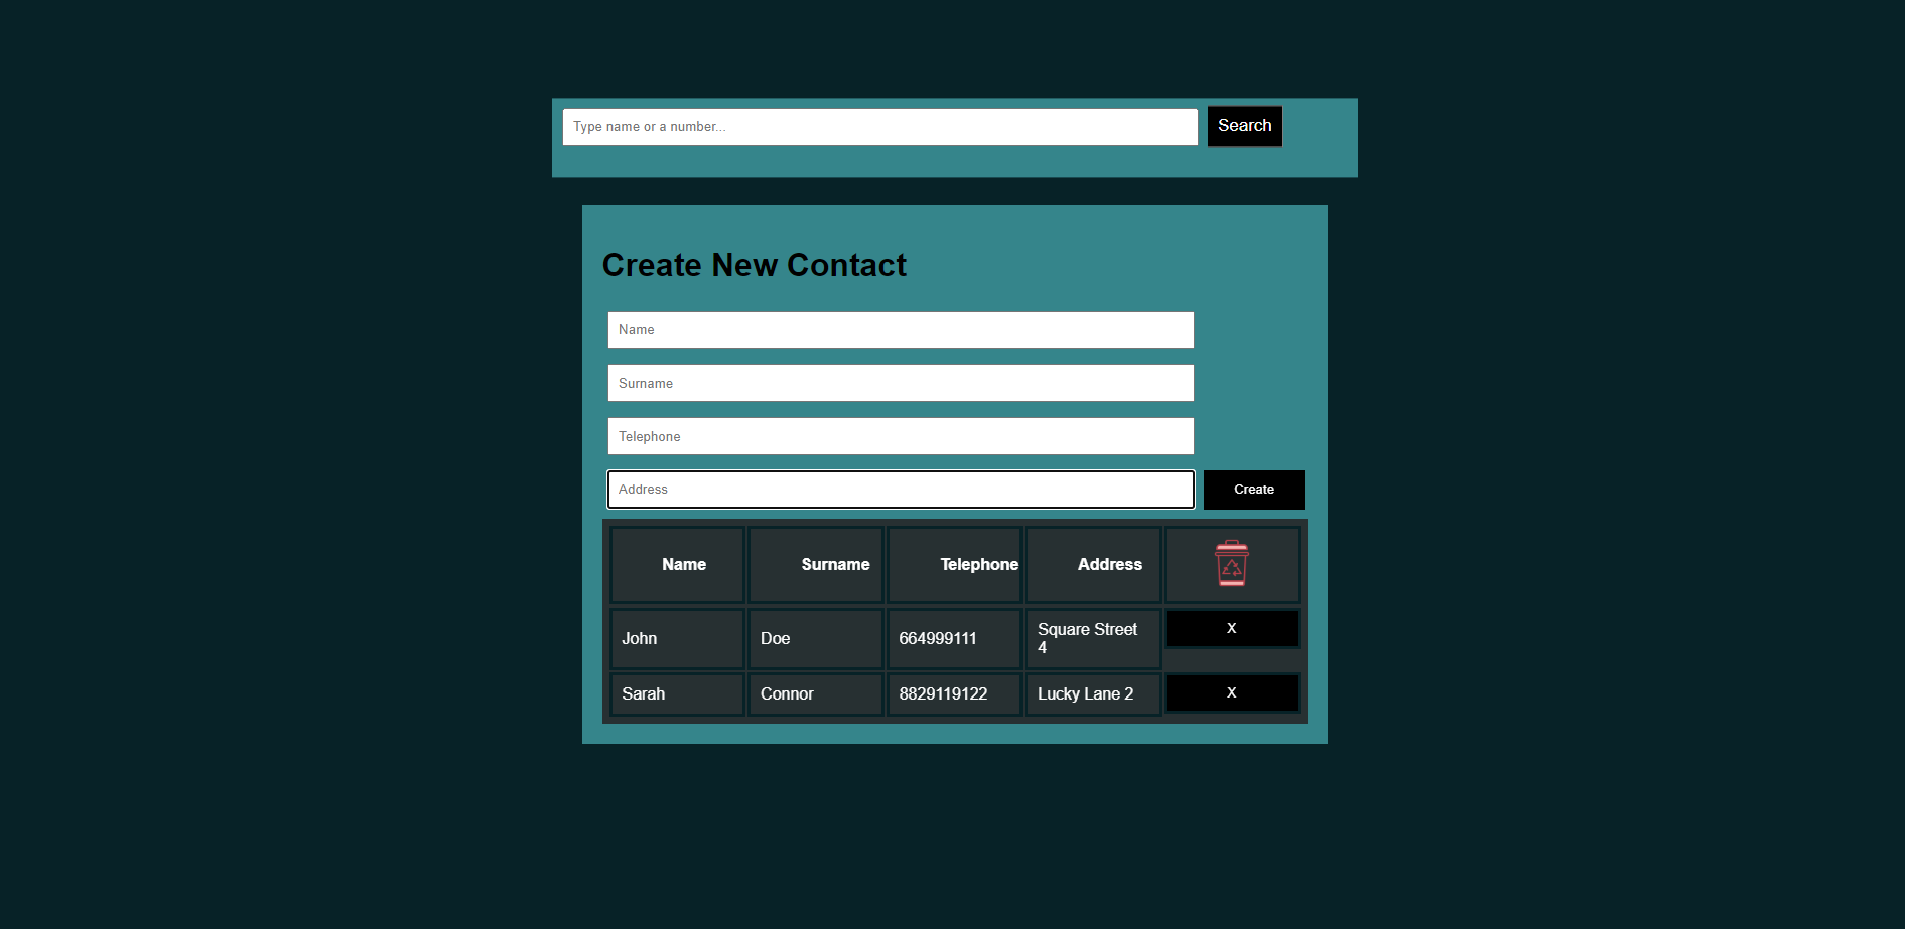 Type name or a number...
Search
Create New Contact
Name
Surname
Telephone
Address
Create
Name Surname Telephone Address
John Doe 664999111 Square Street
4
X
Sarah Connor 8829119122 Lucky Lane 2 X